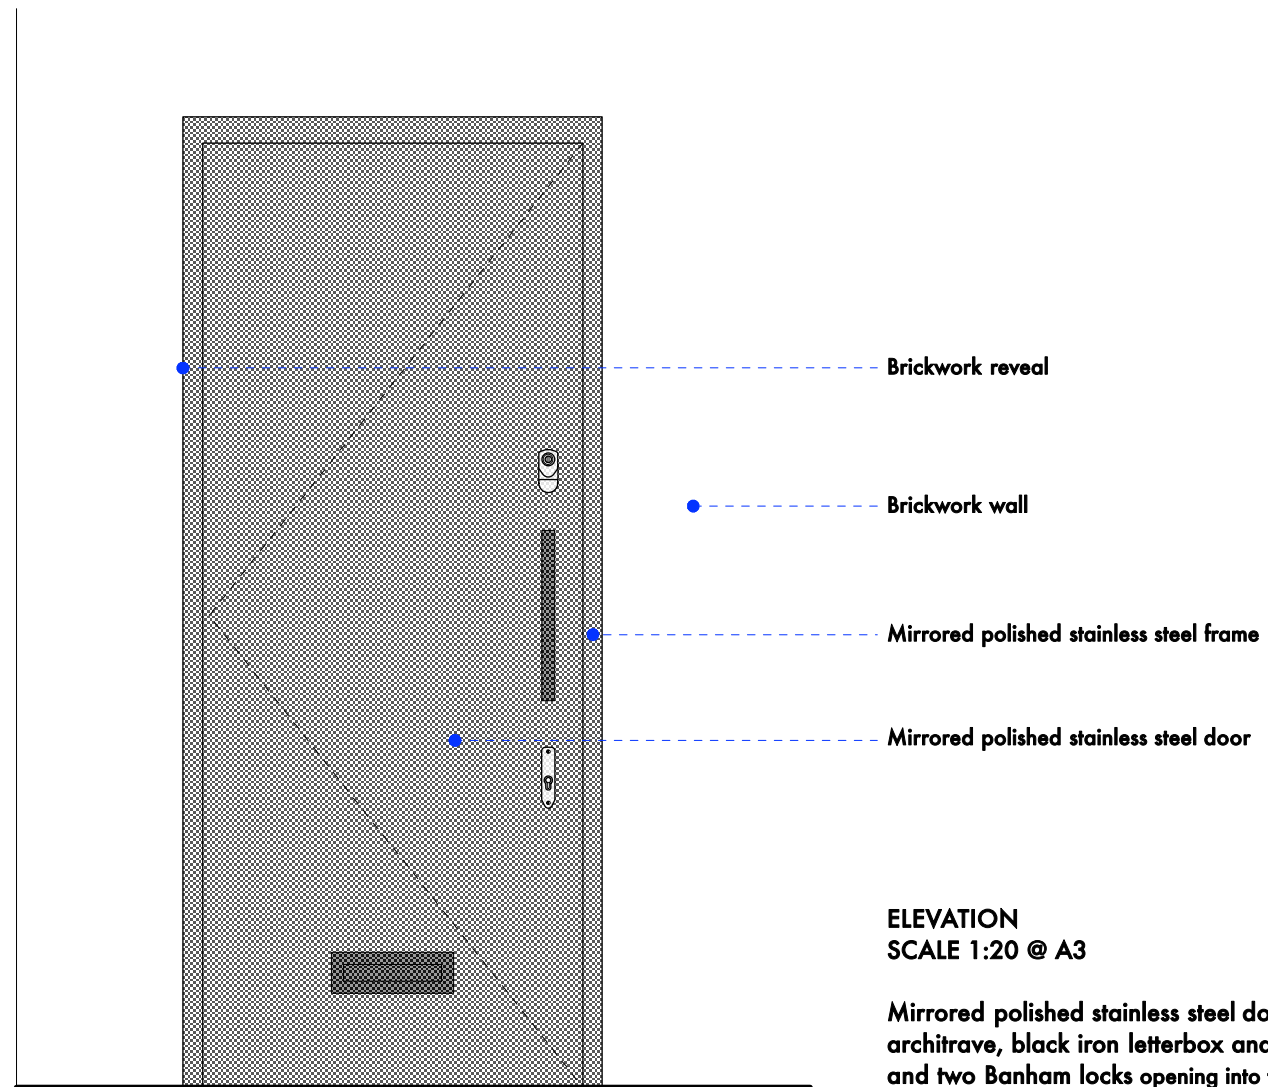 Brickwork reveal
Brickwork wall
Mirrored polished stainless steel frame
Mirrored polished stainless steel door
ELEVATION
SCALE 1:20 @ A3
Mirrored polished stainless steel
architrave, black iron letterbox and
and two Banham locks opening into